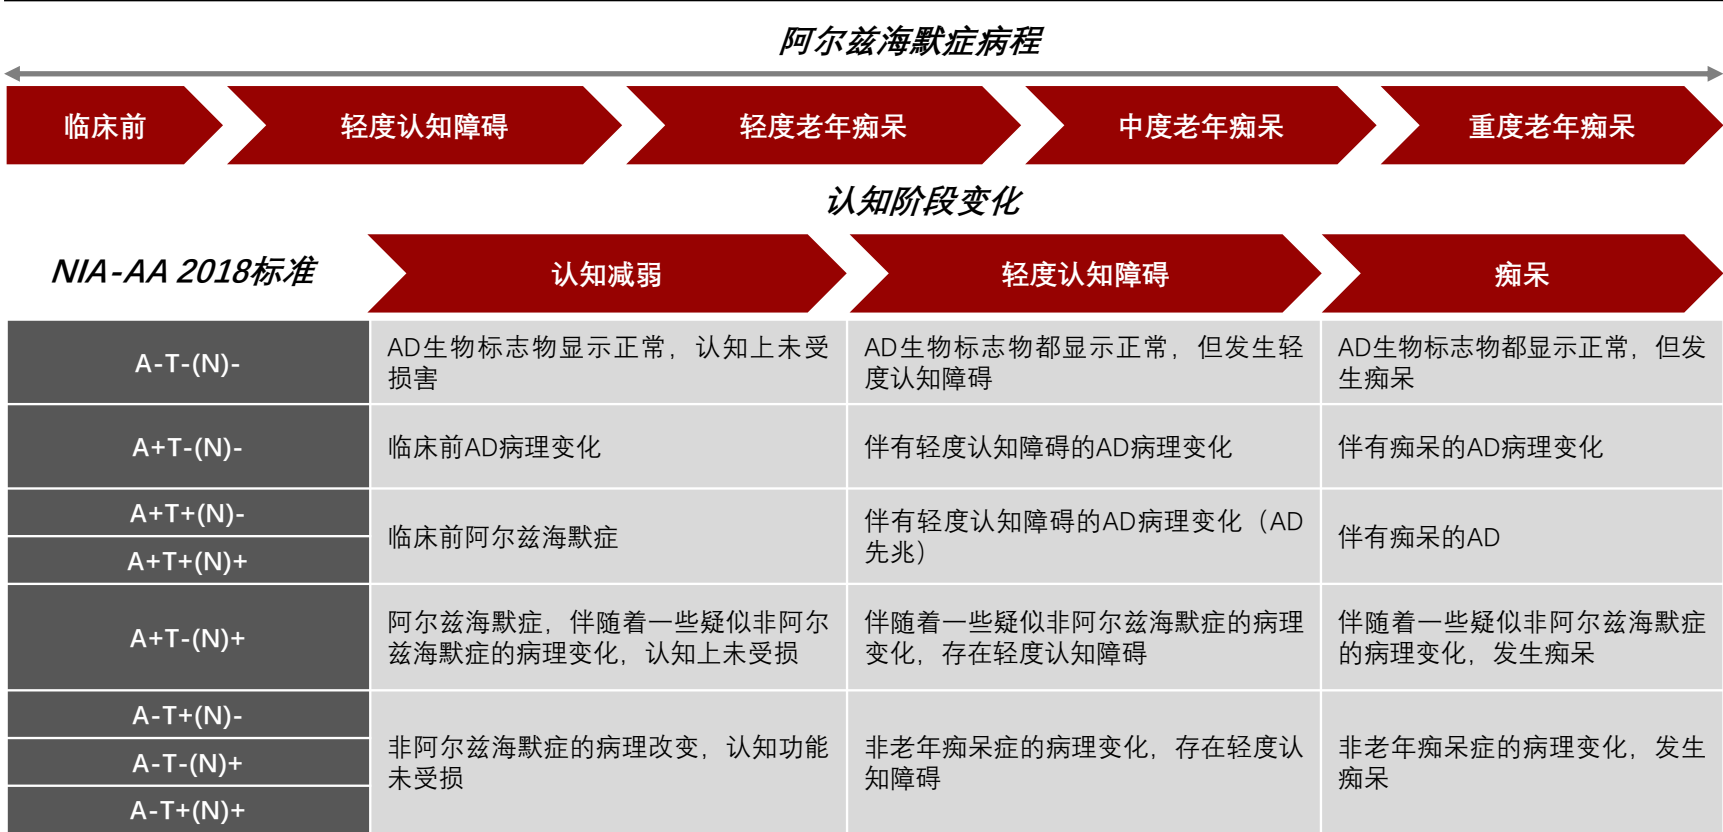 阿尔兹海默症病程
临床前
轻度认知障碍
轻度老年痴呆
中度老年痴呆
重度老年痴呆
认知阶段变化
NIA-AA 2018标准
认知减弱
轻度认知障碍
痴呆
A-T-(N)-
AD生物标志物显示正常，认知上未受
损害
AD生物标志物都显示正常，但发生轻
度认知障碍
AD生物标志物都显示正常，但发
生痴呆
A+T-(N)-
临床前AD病理变化
伴有轻度认知障碍的AD病理变化
伴有痴呆的AD病理变化
A+T+(N)-
A+T+(N)+
临床前阿尔兹海默症
伴有轻度认知障碍的AD病理变化（AD
先兆）
伴有痴呆的AD
A+T-(N)+
阿尔兹海默症，伴随着一些疑似非阿尔
兹海默症的病理变化，认知上未受损
伴随着一些疑似非阿尔兹海默症的病理
变化，存在轻度认知障碍
伴随着一些疑似非阿尔兹海默症
的病理变化，发生痴呆
A-T+(N)-
A-T-(N)+
A-T+(N)+
非阿尔兹海默症的病理改变，认知功能
未受损
非老年痴呆症的病理变化，存在轻度认
知障碍
非老年痴呆症的病理变化，发生
痴呆